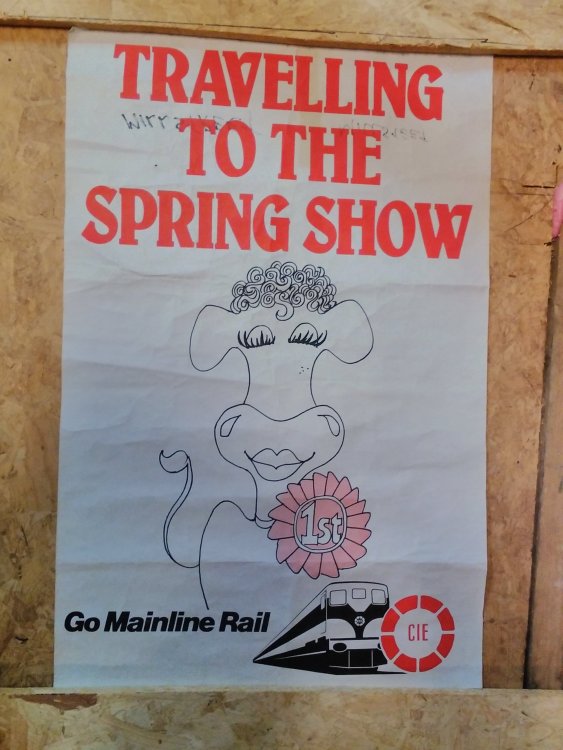 TRAVELLING
TO THE
SPRING SHOW
1st
Go Mainline Rail
CIE